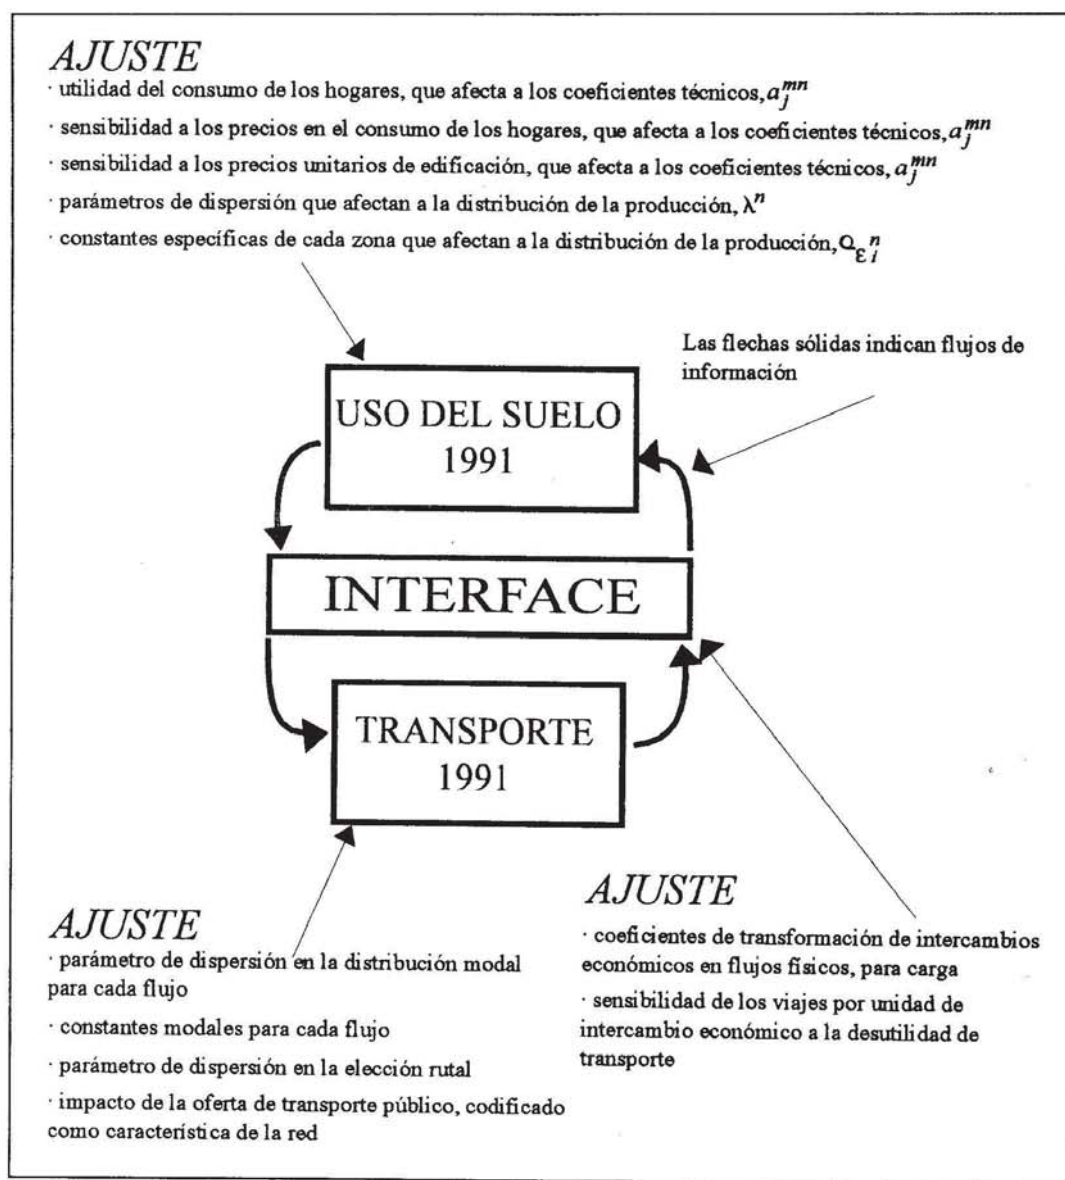 AJUSTE
· utilidad del consumo de los hogares, que afecta a los coeficientes técnicos, a_j^{mn}
· sensibilidad a los precios en el consumo de los hogares, que afecta a los coeficientes técnicos, a_j^{mn}
· sensibilidad a los precios unitarios de edificación, que afecta a los coeficientes técnicos, a_j^{mn}
· parámetros de dispersión que afectan a la distribución de la producción, λ^n
· constantes específicas de cada zona que afectan a la distribución de la producción, Q_{ε i}^n
Las flechas sólidas indican flujos de
información
USO DEL SUELO
1991
INTERFACE
TRANSPORTE
1991
AJUSTE
· parámetro de dispersión en la distribución modal
para cada flujo
· constantes modales para cada flujo
· parámetro de dispersión en la elección rutal
· impacto de la oferta de transporte público, codificado
como característica de la red
AJUSTE
· coeficientes de transformación de intercambios
económicos en flujos físicos, para carga
· sensibilidad de los viajes por unidad de
intercambio económico a la desutilidad de
transporte